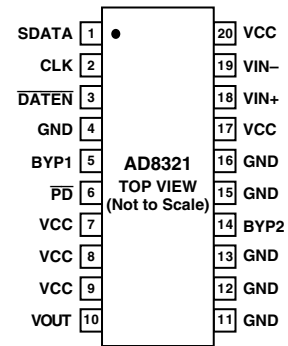 SDATA 1 20 VCC
CLK 2 19 VIN–
DATEN 3 18 VIN+
GND 4 17 VCC
BYP1 5 AD8321 16 GND
PD 6 TOP VIEW 15 GND
(Not to Scale)
VCC 7 14 BYP2
VCC 8 13 GND
VCC 9 12 GND
VOUT 10 11 GND